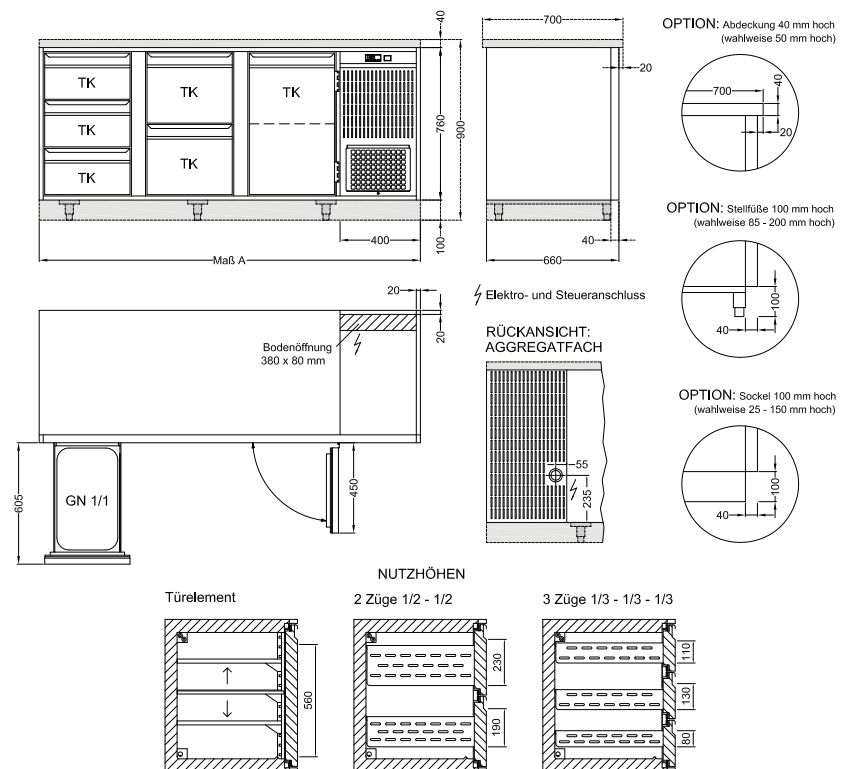 700
40
20
TK
TK
TK
TK
TK
TK
760
900
400
100
Maß A
40
660
OPTION: Abdeckung 40 mm hoch
(wahlweise 50 mm hoch)
700
40
20
OPTION: Stellfüße 100 mm hoch
(wahlweise 85 - 200 mm hoch)
100
40
OPTION: Sockel 100 mm hoch
(wahlweise 25 - 150 mm hoch)
100
40
20
20
Elektro- und Steueranschluss
Bodenöffnung
380 x 80 mm
605
GN 1/1
450
RÜCKANSICHT:
AGGREGATFACH
55
235
NUTZHÖHEN
Türelement
560
2 Züge 1/2 - 1/2
230
190
3 Züge 1/3 - 1/3 - 1/3
110
130
80